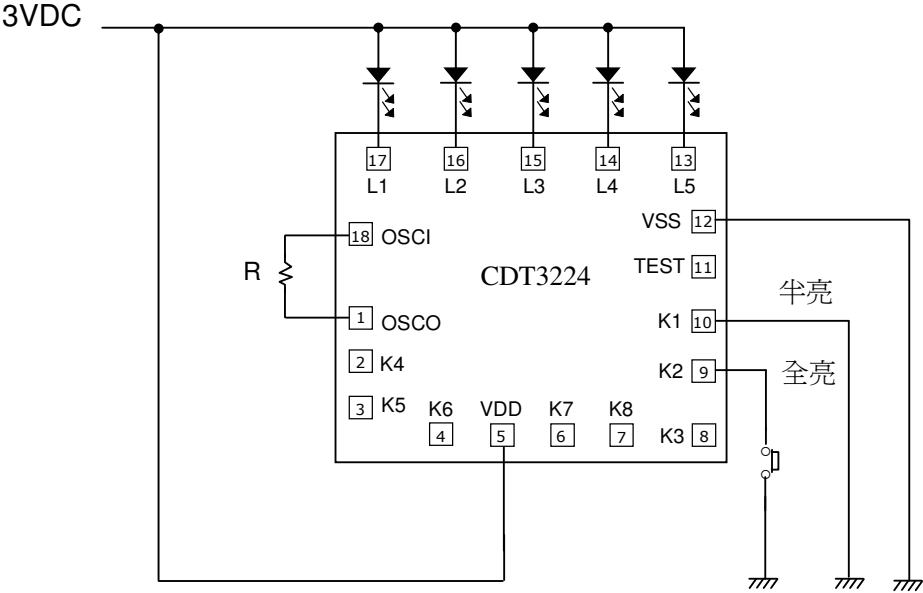 3VDC
17 16 15 14 13
L1 L2 L3 L4 L5
VSS 12
18 OSCI
TEST 11
R
CDT3224
半亮
1 OSCO
K1 10
2 K4
K2 9
全亮
3 K5
K6 VDD K7 K8
4 5 6 7
K3 8